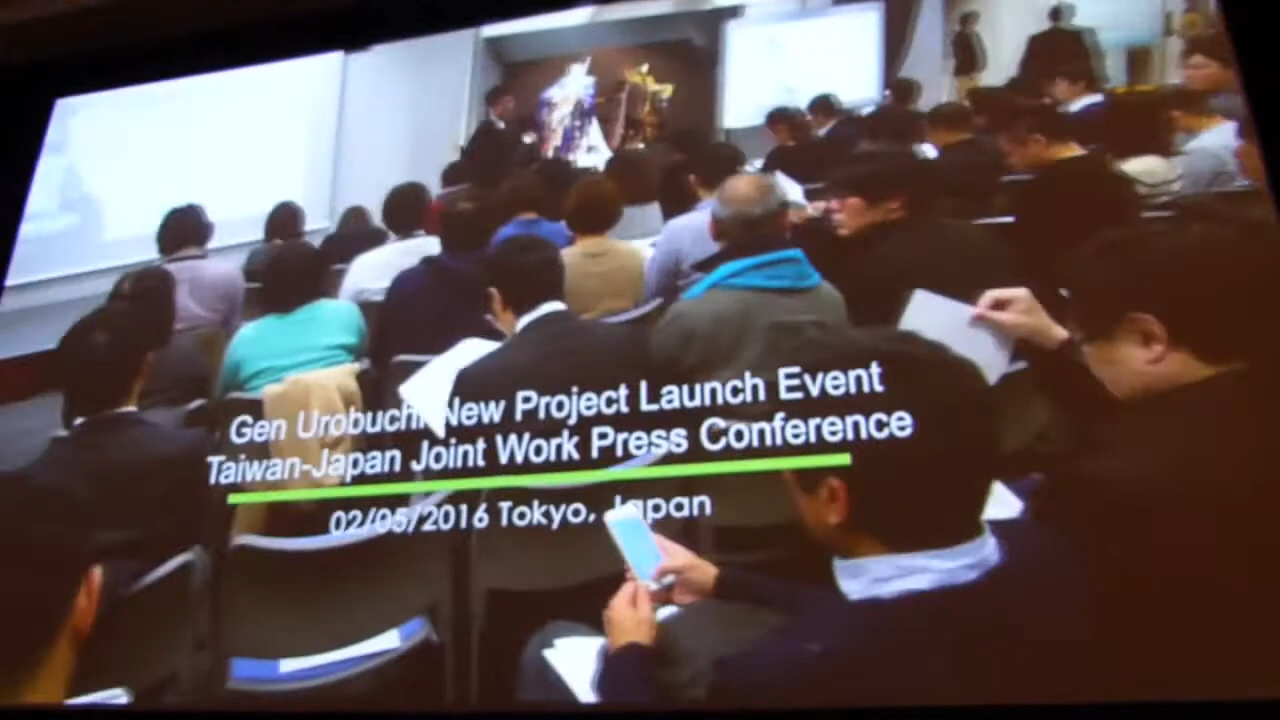 Gen Urobuchi New Project Launch Event
Taiwan-Japan Joint Work Press Conference
02/05/2016 Tokyo, Japan